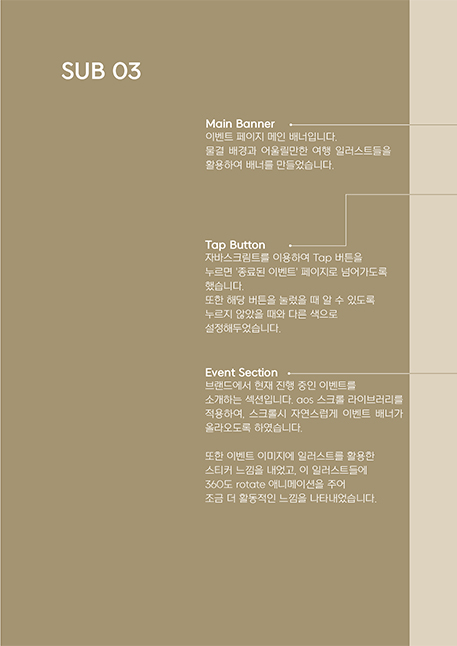 SUB 03
Main Banner
이벤트 페이지 메인 배너입니다.
물결 배경과 어울릴만한 여행 일러스트들을
활용하여 배너를 만들었습니다.
Tap Button
자바스크립트를 이용하여 Tap 버튼을
누르면 '종료된 이벤트' 페이지로 넘어가도록
했습니다.
또한 해당 버튼을 눌렀을 때 알 수 있도록
누르지 않았을 때와 다른 색으로
설정해두었습니다.
Event Section
브랜드에서 현재 진행 중인 이벤트를
소개하는 섹션입니다. aos 스크롤 라이브러리를
적용하여, 스크롤시 자연스럽게 이벤트 배너가
올라오도록 하였습니다.
또한 이벤트 이미지에 일러스트를 활용한
스티커 느낌을 내었고, 이 일러스트들에
360도 rotate 애니메이션을 주어
조금 더 활동적인 느낌을 나타내었습니다.